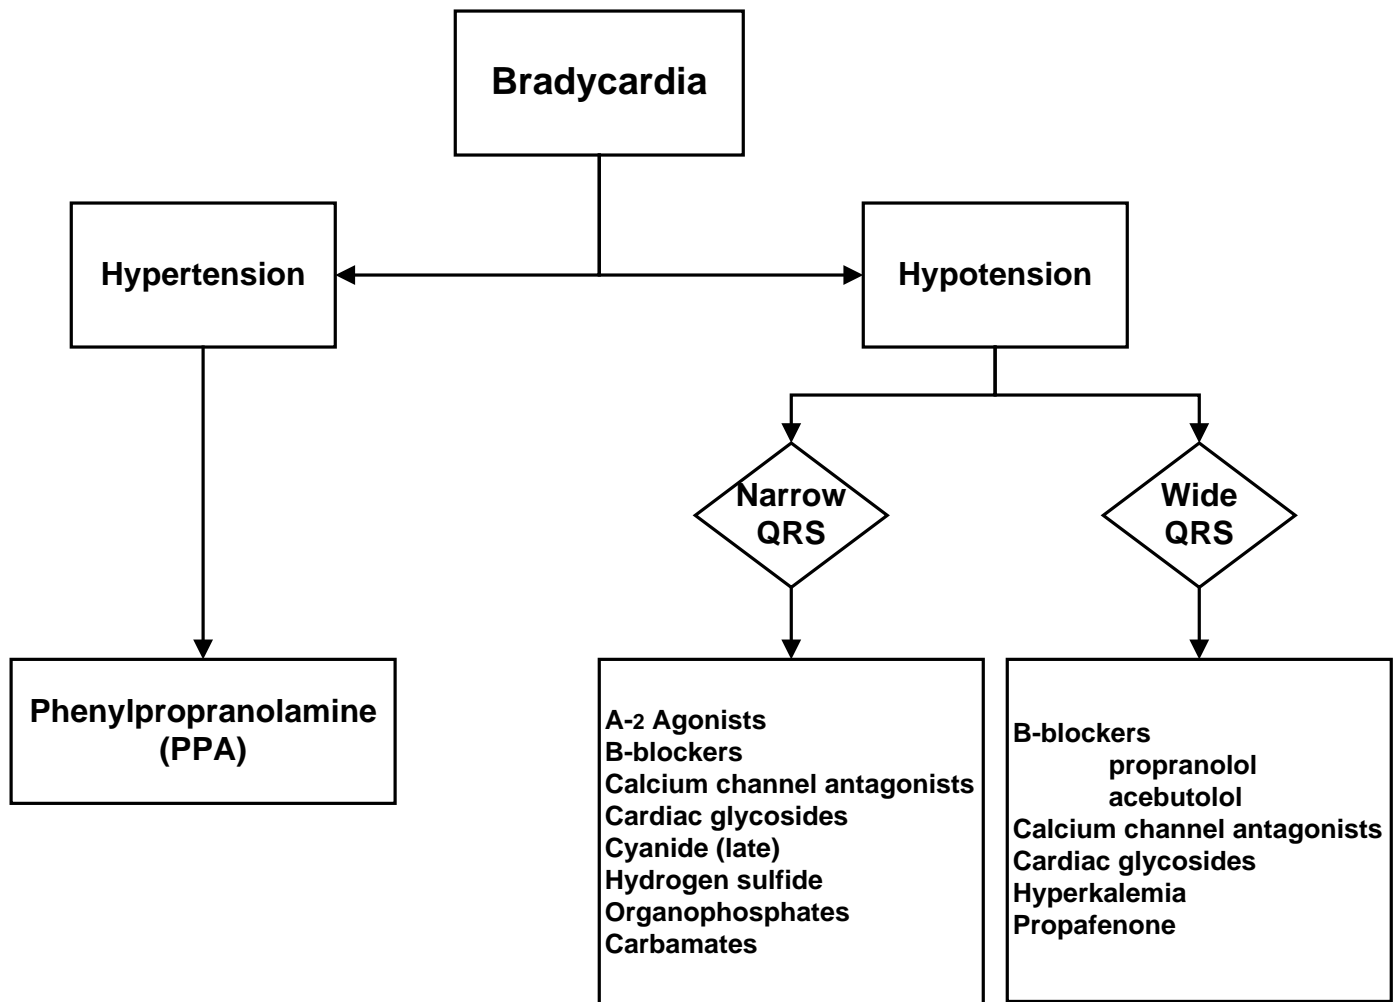 Bradycardia
Hypertension
Hypotension
Narrow
QRS
Wide
QRS
Phenylpropranolamine
(PPA)
A-2 Agonists
B-blockers
Calcium channel antagonists
Cardiac glycosides
Cyanide (late)
Hydrogen sulfide
Organophosphates
Carbamates
B-blockers
propranolol
acebutolol
Calcium channel antagonists
Cardiac glycosides
Hyperkalemia
Propafenone